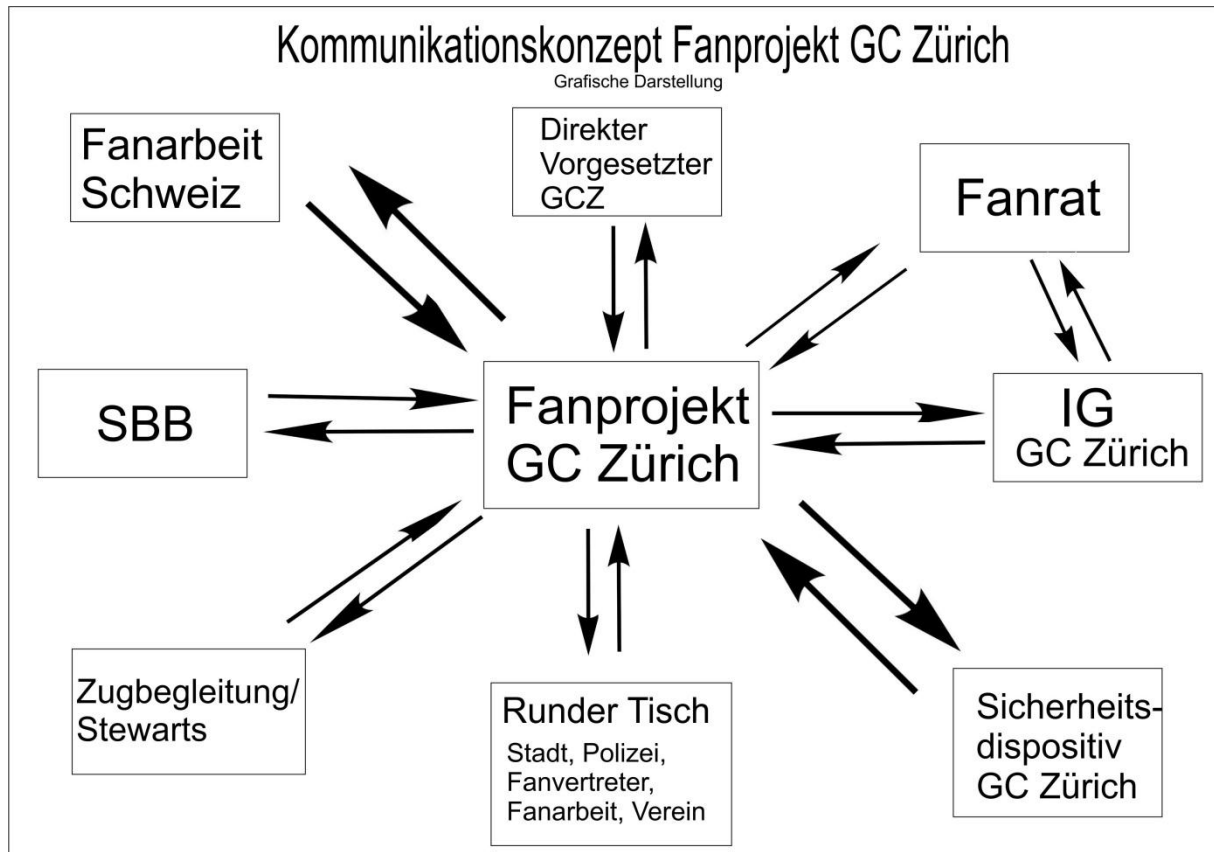 Kommunikationskonzept Fanprojekt GC Zürich
Grafische Darstellung
Fanarbeit
Schweiz
Direkter
Vorgesetzter
GCZ
Fanrat
SBB
Fanprojekt
GC Zürich
IG
GC Zürich
Zugbegleitung/
Stewarts
Runder Tisch
Stadt, Polizei,
Fanvertreter,
Fanarbeit, Verein
Sicherheits-
dispositiv
GC Zürich